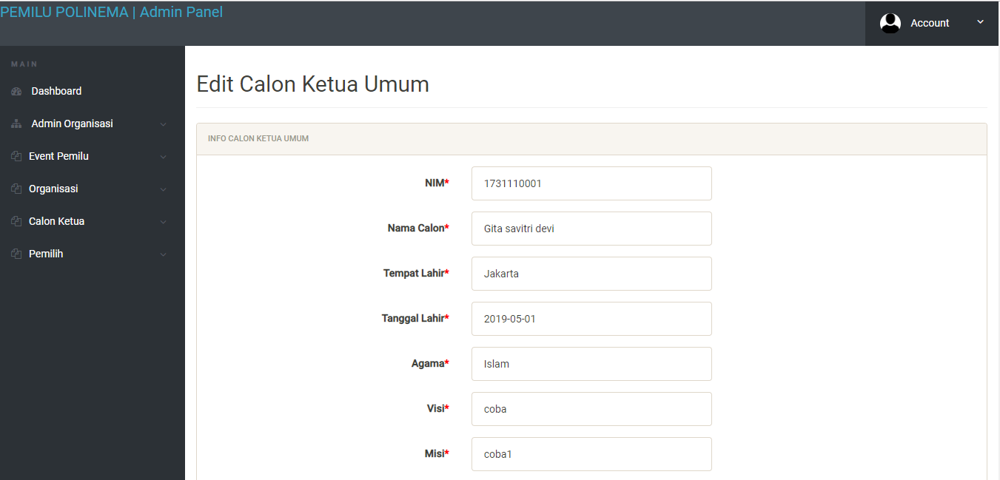 PEMILU POLINEMA | Admin Panel
Account
MAIN
Dashboard
Admin Organisasi
Event Pemilu
Organisasi
Calon Ketua
Pemilih
Edit Calon Ketua Umum
INFO CALON KETUA UMUM
NIM* 1731110001
Nama Calon* Gita savitri devi
Tempat Lahir* Jakarta
Tanggal Lahir* 2019-05-01
Agama* Islam
Visi* coba
Misi* coba1